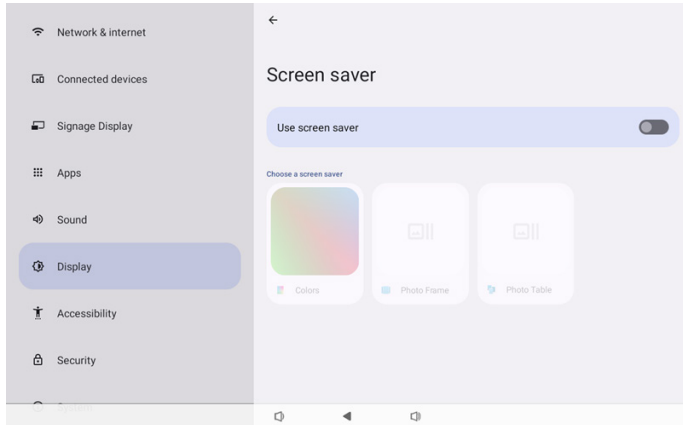 Network & internet
Connected devices
Signage Display
Apps
Sound
Display
Accessibility
Security
Screen saver
Use screen saver
Choose a screen saver
Colors
Photo Frame
Photo Table